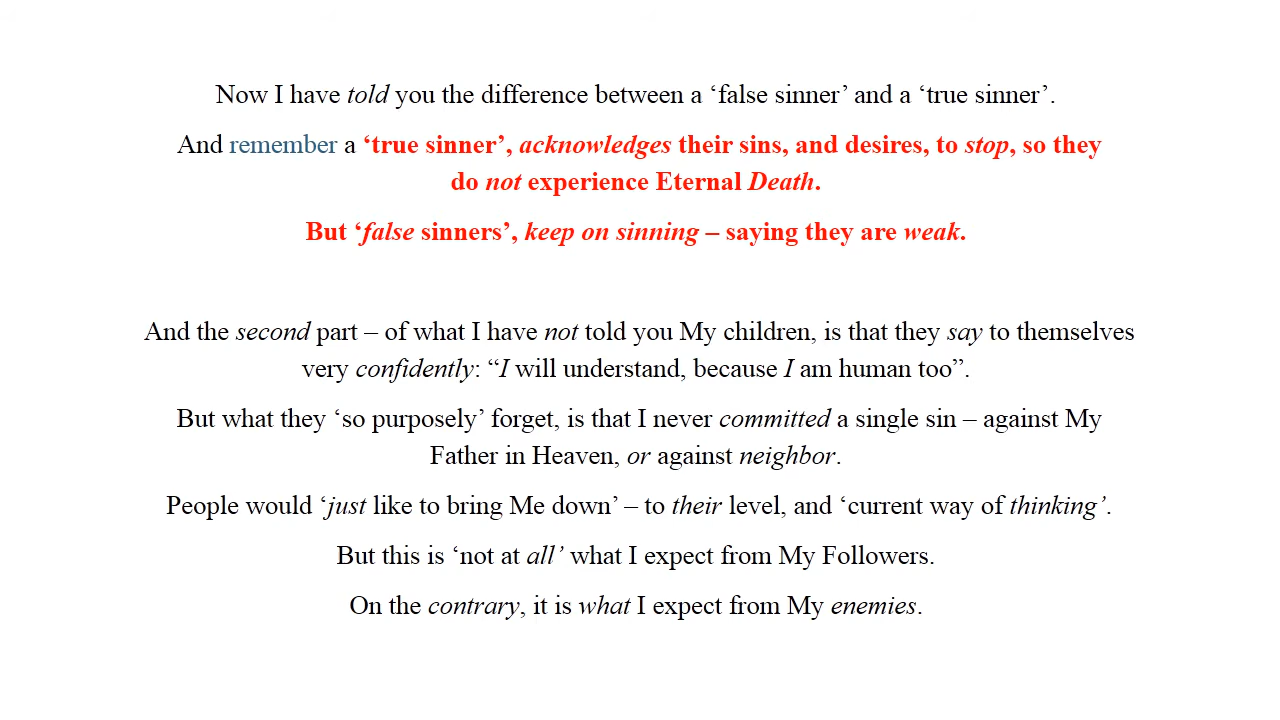 Now I have told you the difference between a ‘false sinner’ and a ‘true sinner’.
And remember a ‘true sinner’, acknowledges their sins, and desires, to stop, so they
do not experience Eternal Death.
But ‘false sinners’, keep on sinning – saying they are weak.
And the second part – of what I have not told you My children, is that they say to themselves
very confidently: “I will understand, because I am human too”.
But what they ‘so purposely’ forget, is that I never committed a single sin – against My
Father in Heaven, or against neighbor.
People would ‘just like to bring Me down’ – to their level, and ‘current way of thinking’.
But this is ‘not at all’ what I expect from My Followers.
On the contrary, it is what I expect from My enemies.